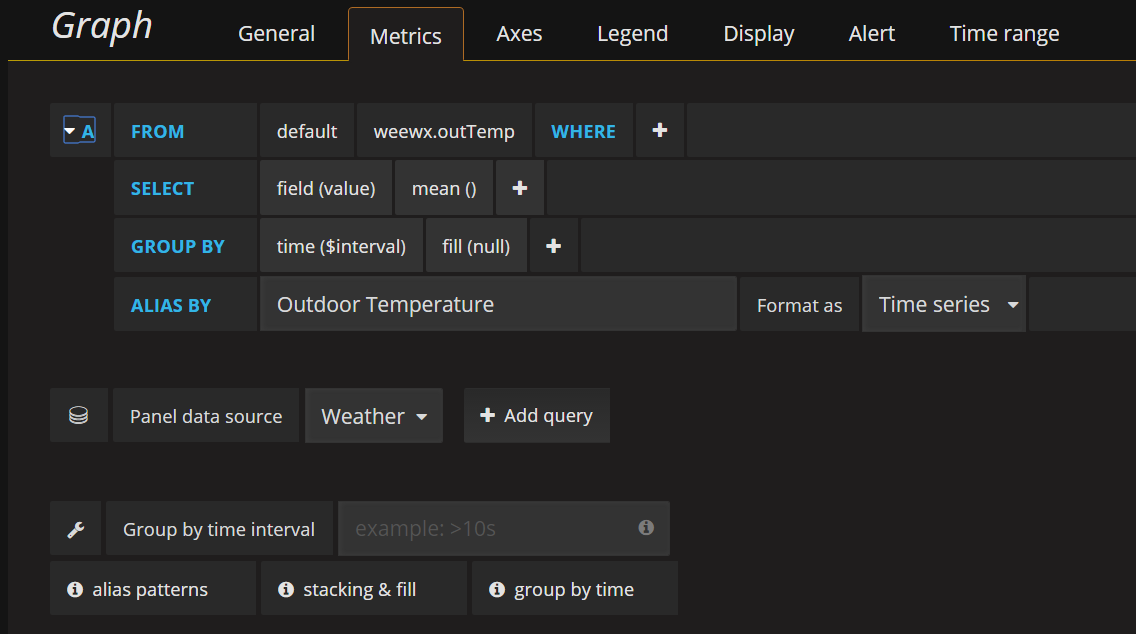 Graph General Metrics Axes Legend Display Alert Time range
A FROM default weewx.outTemp WHERE +
SELECT field (value) mean () +
GROUP BY time ($interval) fill (null) +
ALIAS BY Outdoor Temperature Format as Time series
Panel data source Weather + Add query
Group by time interval example: >10s
alias patterns stacking & fill group by time